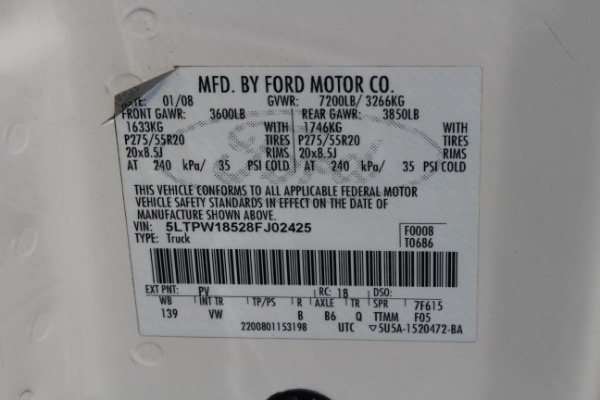 MFD. BY FORD MOTOR CO.
DATE: 01/08 GVWR: 7200LB/ 3266KG
FRONT GAWR: 3600LB REAR GAWR: 3850LB
1633KG WITH 1746KG WITH
P275/55R20 TIRES P275/55R20 TIRES
20x8.5J RIMS 20x8.5J RIMS
AT 240 kPa/ 35 PSI COLD AT 240 kPa/ 35 PSI COLD
THIS VEHICLE CONFORMS TO ALL APPLICABLE FEDERAL MOTOR
VEHICLE SAFETY STANDARDS IN EFFECT ON THE DATE OF
MANUFACTURE SHOWN ABOVE.
VIN: 5LTPW18528FJ02425 F0008
TYPE: Truck T0686
EXT PNT: PV RC: 18 DSO:
WB INT TR TP/PS R AXLE TR SPR 7F615
139 VW B B6 Q TTMM F05
2200801153198 UTC ▽5U5A-1520472-BA